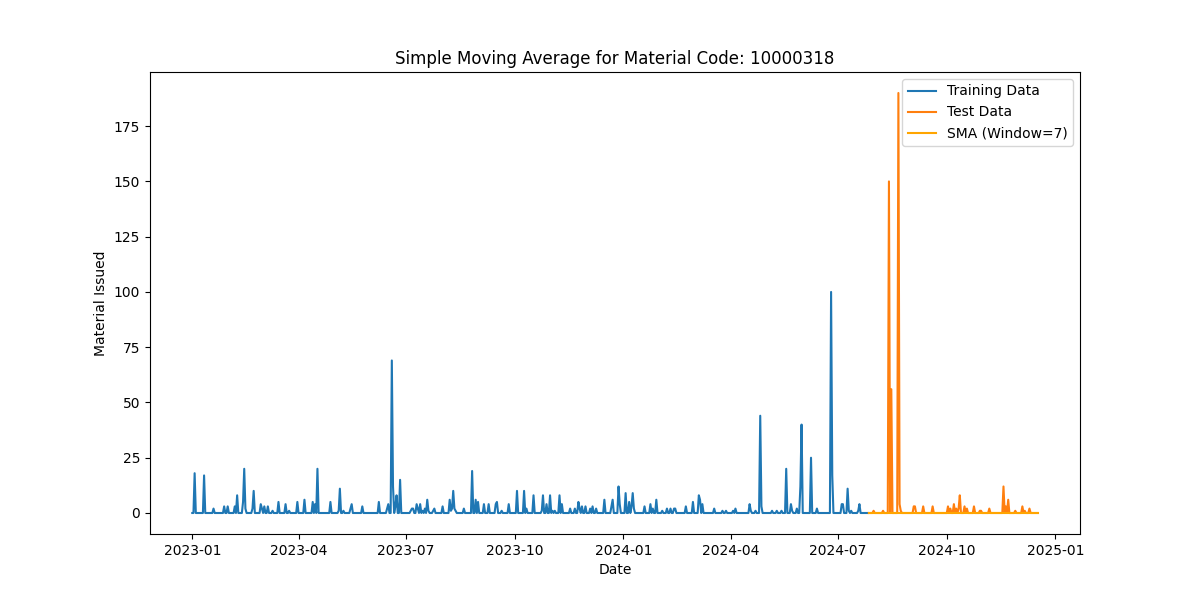 Simple Moving Average for Material Code: 10000318
Training Data
Test Data
SMA (Window=7)
Material Issued
175
150
125
100
75
50
25
0
2023-01 2023-04 2023-07 2023-10 2024-01 2024-04 2024-07 2024-10 2025-01
Date